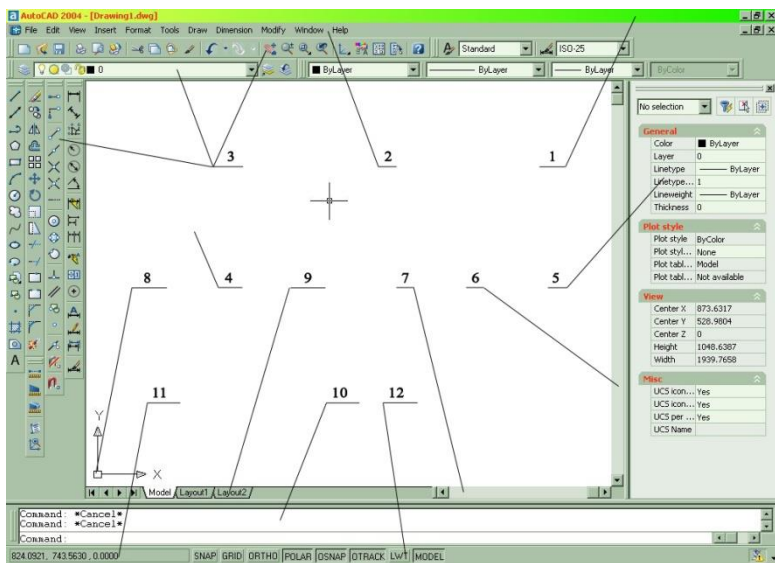 AutoCAD 2004 - [Drawing1.dwg]
File Edit View Insert Format Tools Draw Dimension Modify Window Help
Standard ISO-25
0 ByLayer ByLayer ByLayer ByColor
No selection
General
Color ByLayer
Layer 0
Linetype ByLayer
Linetype... 1
Lineweight ByLayer
Thickness 0
Plot style
Plot style ByColor
Plot styl... None
Plot tabl... Model
Plot tabl... Not available
View
Center X 873.6317
Center Y 528.9804
Center Z 0
Height 1048.6387
Width 1939.7658
Misc
UCS icon... Yes
UCS icon... Yes
UCS per ... Yes
UCS Name
3 2 1
8 4 9 7 6 5
11 10 12
Y
X
A
Model Layout1 Layout2
Command: *Cancel*
Command: *Cancel*
Command:
824.0921, 743.5630, 0.0000 SNAP GRID ORTHO POLAR OSNAP OTRACK LWT MODEL